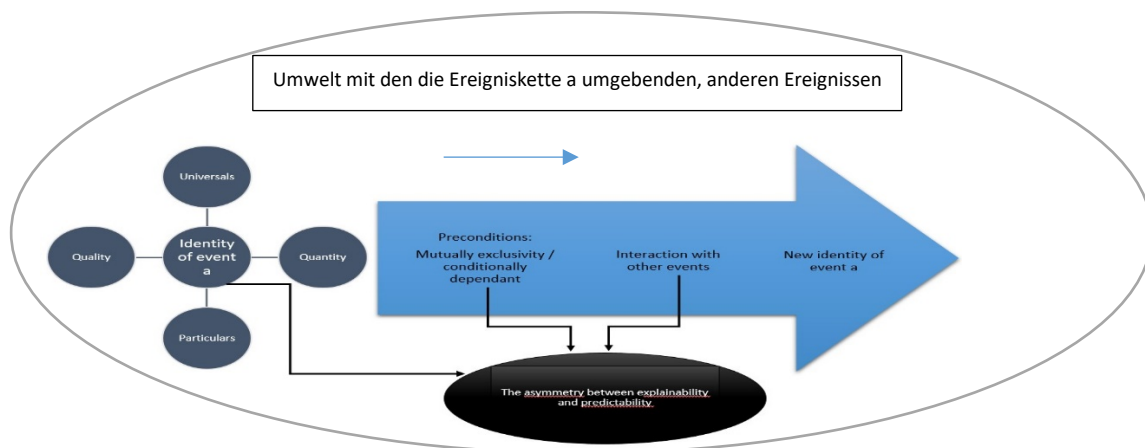 Umwelt mit den die Ereigniskette a umgebenden, anderen Ereignissen
Universals
Quality
Identity
of event
a
Quantity
Particulars
Preconditions:
Mutually exclusivity /
conditionally
dependant
Interaction with
other events
New identity of
event a
The asymmetry between explainability
and predictability